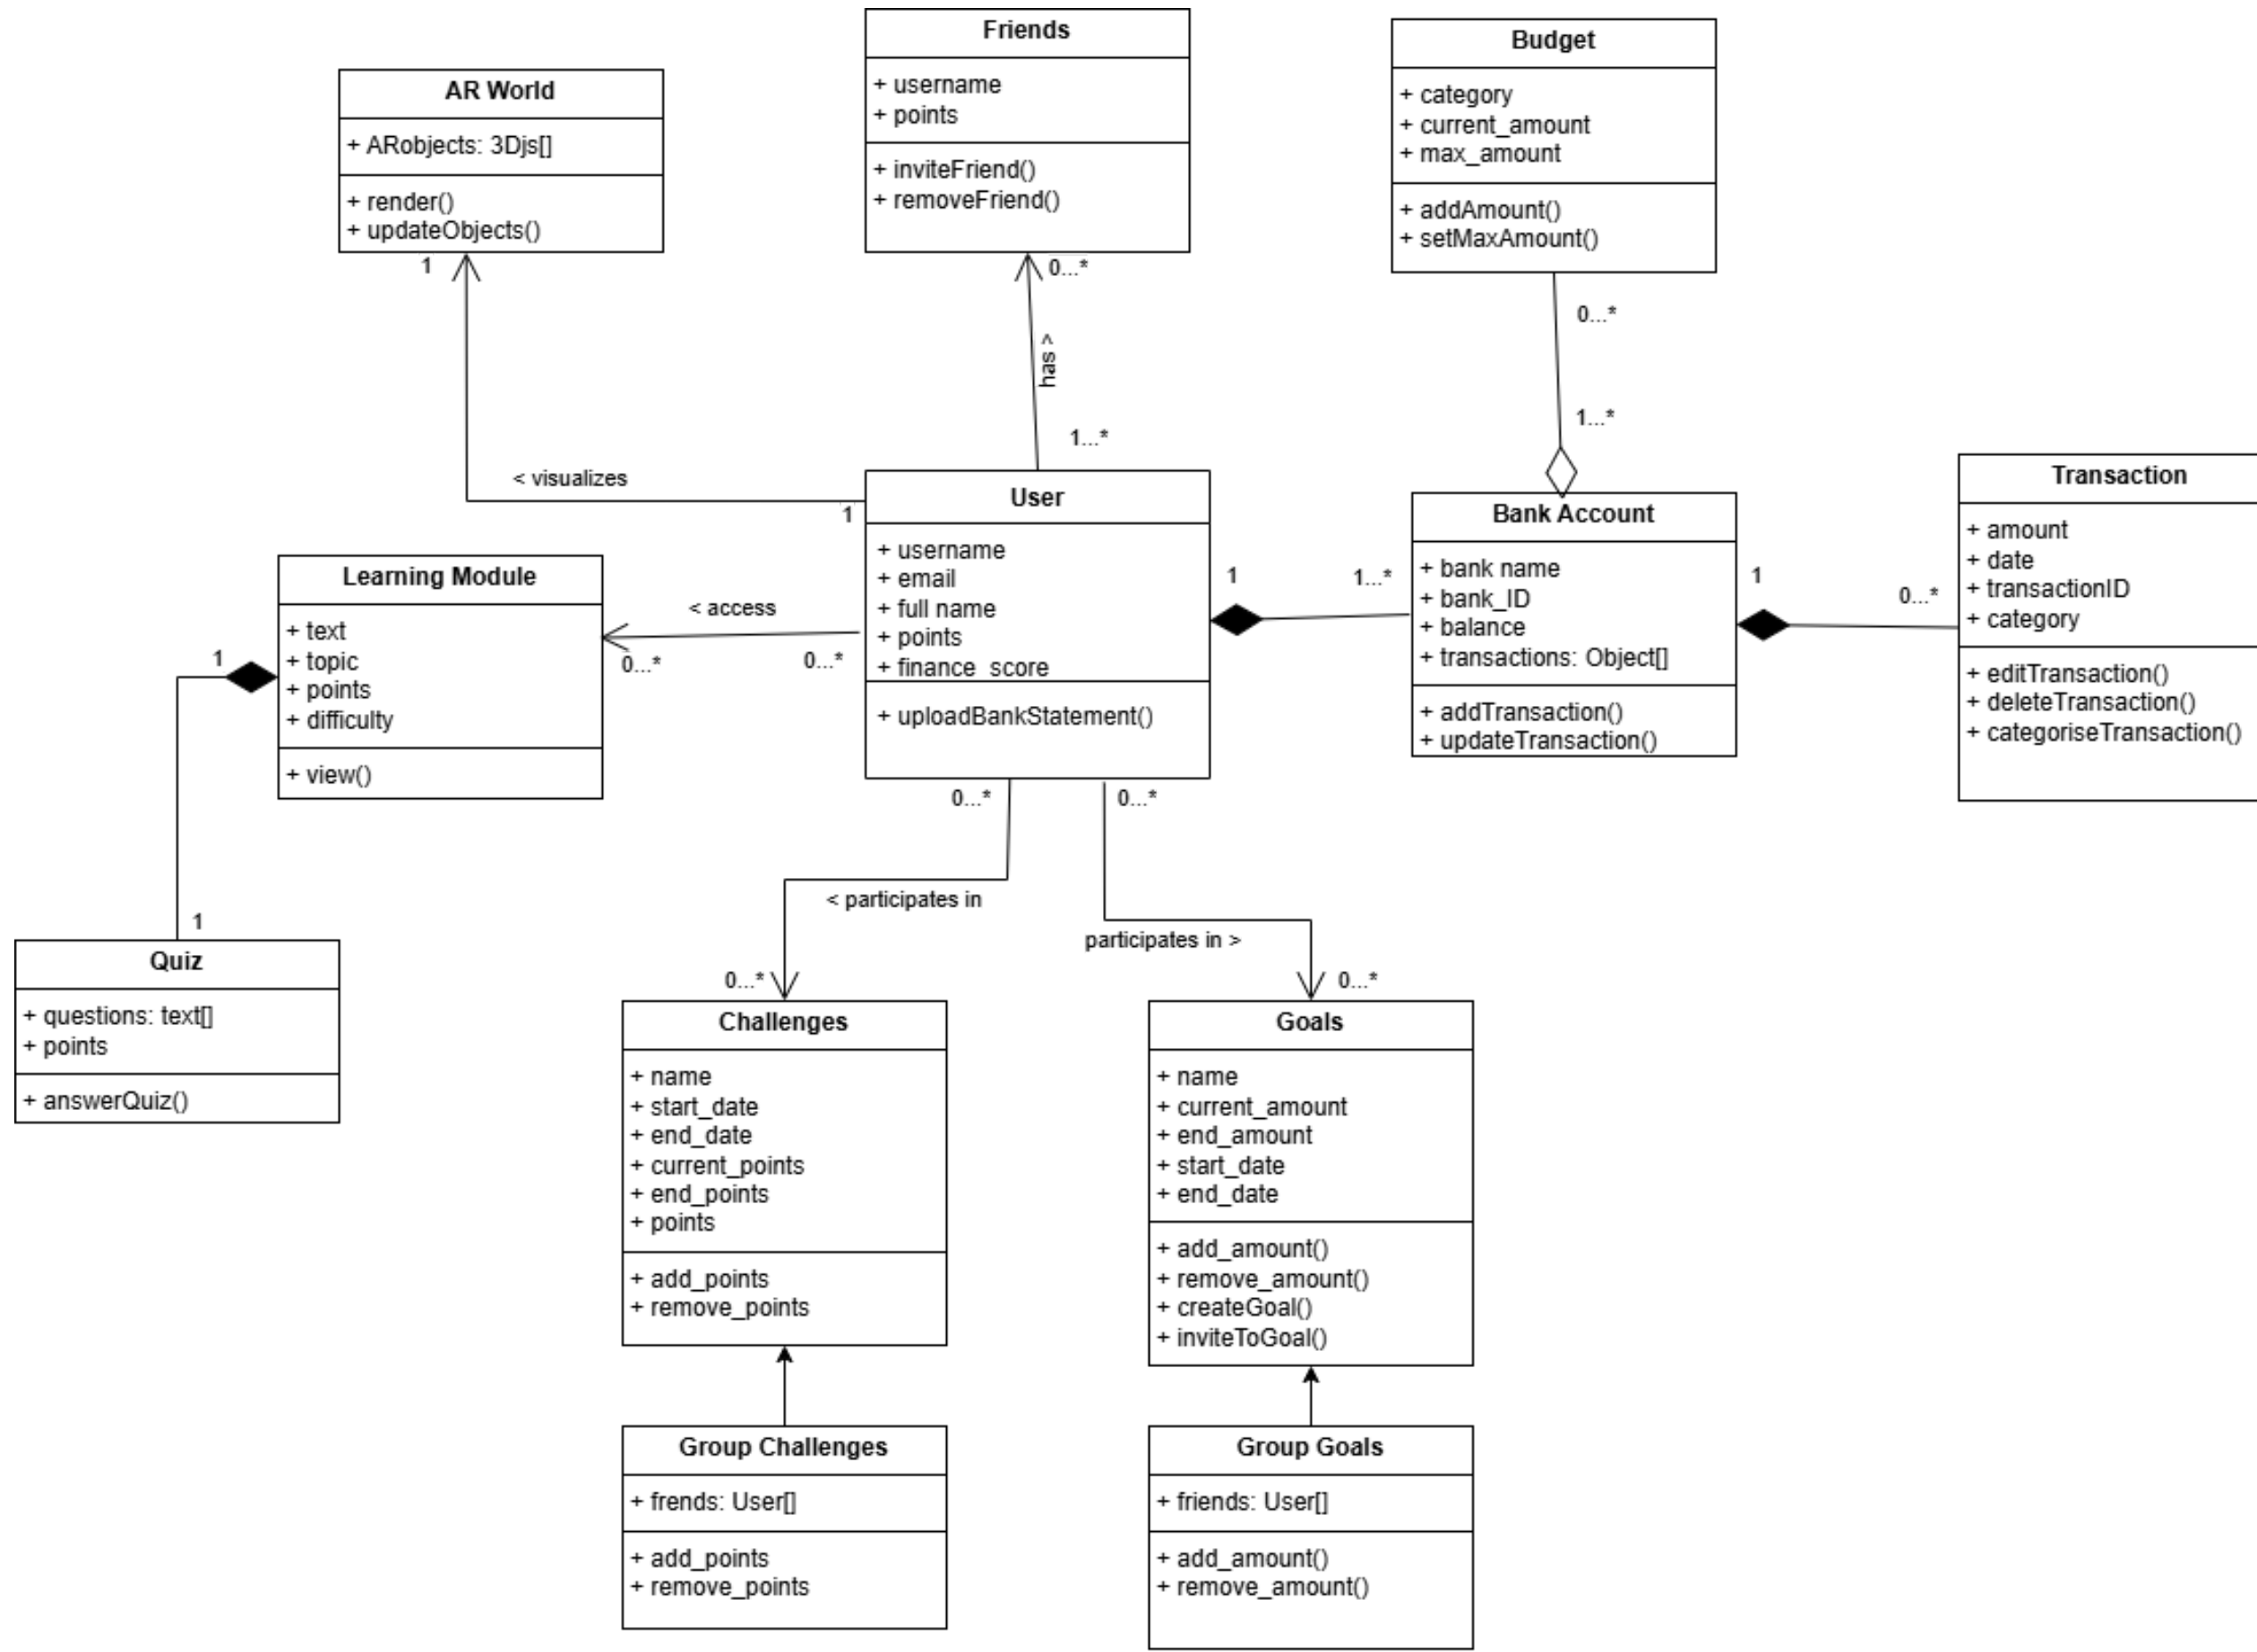 Friends
+ username
+ points
+ inviteFriend()
+ removeFriend()
Budget
+ category
+ current_amount
+ max_amount
+ addAmount()
+ setMaxAmount()
AR World
+ ARobjects: 3Djs[]
+ render()
+ updateObjects()
1
0...*
has >
1...*
0...*
1...*
< visualizes
1
User
+ username
+ email
+ full name
+ points
+ finance_score
+ uploadBankStatement()
Bank Account
+ bank name
+ bank_ID
+ balance
+ transactions: Object[]
+ addTransaction()
+ updateTransaction()
Transaction
+ amount
+ date
+ transactionID
+ category
+ editTransaction()
+ deleteTransaction()
+ categoriseTransaction()
1
1...*
1
0...*
Learning Module
+ text
+ topic
+ points
+ difficulty
+ view()
< access
0...*
0...*
1
1
0...*
0...*
< participates in
participates in >
0...*
0...*
Quiz
+ questions: text[]
+ points
+ answerQuiz()
Challenges
+ name
+ start_date
+ end_date
+ current_points
+ end_points
+ points
+ add_points
+ remove_points
Goals
+ name
+ current_amount
+ end_amount
+ start_date
+ end_date
+ add_amount()
+ remove_amount()
+ createGoal()
+ inviteToGoal()
Group Challenges
+ frends: User[]
+ add_points
+ remove_points
Group Goals
+ friends: User[]
+ add_amount()
+ remove_amount()